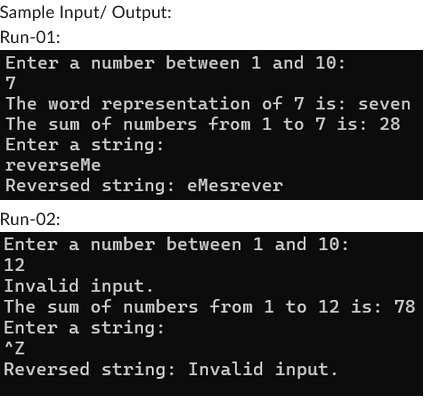 Sample Input/ Output:
Run-01:
Enter a number between 1 and 10:
7
The word representation of 7 is: seven
The sum of numbers from 1 to 7 is: 28
Enter a string:
reverseMe
Reversed string: eMesrever
Run-02:
Enter a number between 1 and 10:
12
Invalid input.
The sum of numbers from 1 to 12 is: 78
Enter a string:
^Z
Reversed string: Invalid input.